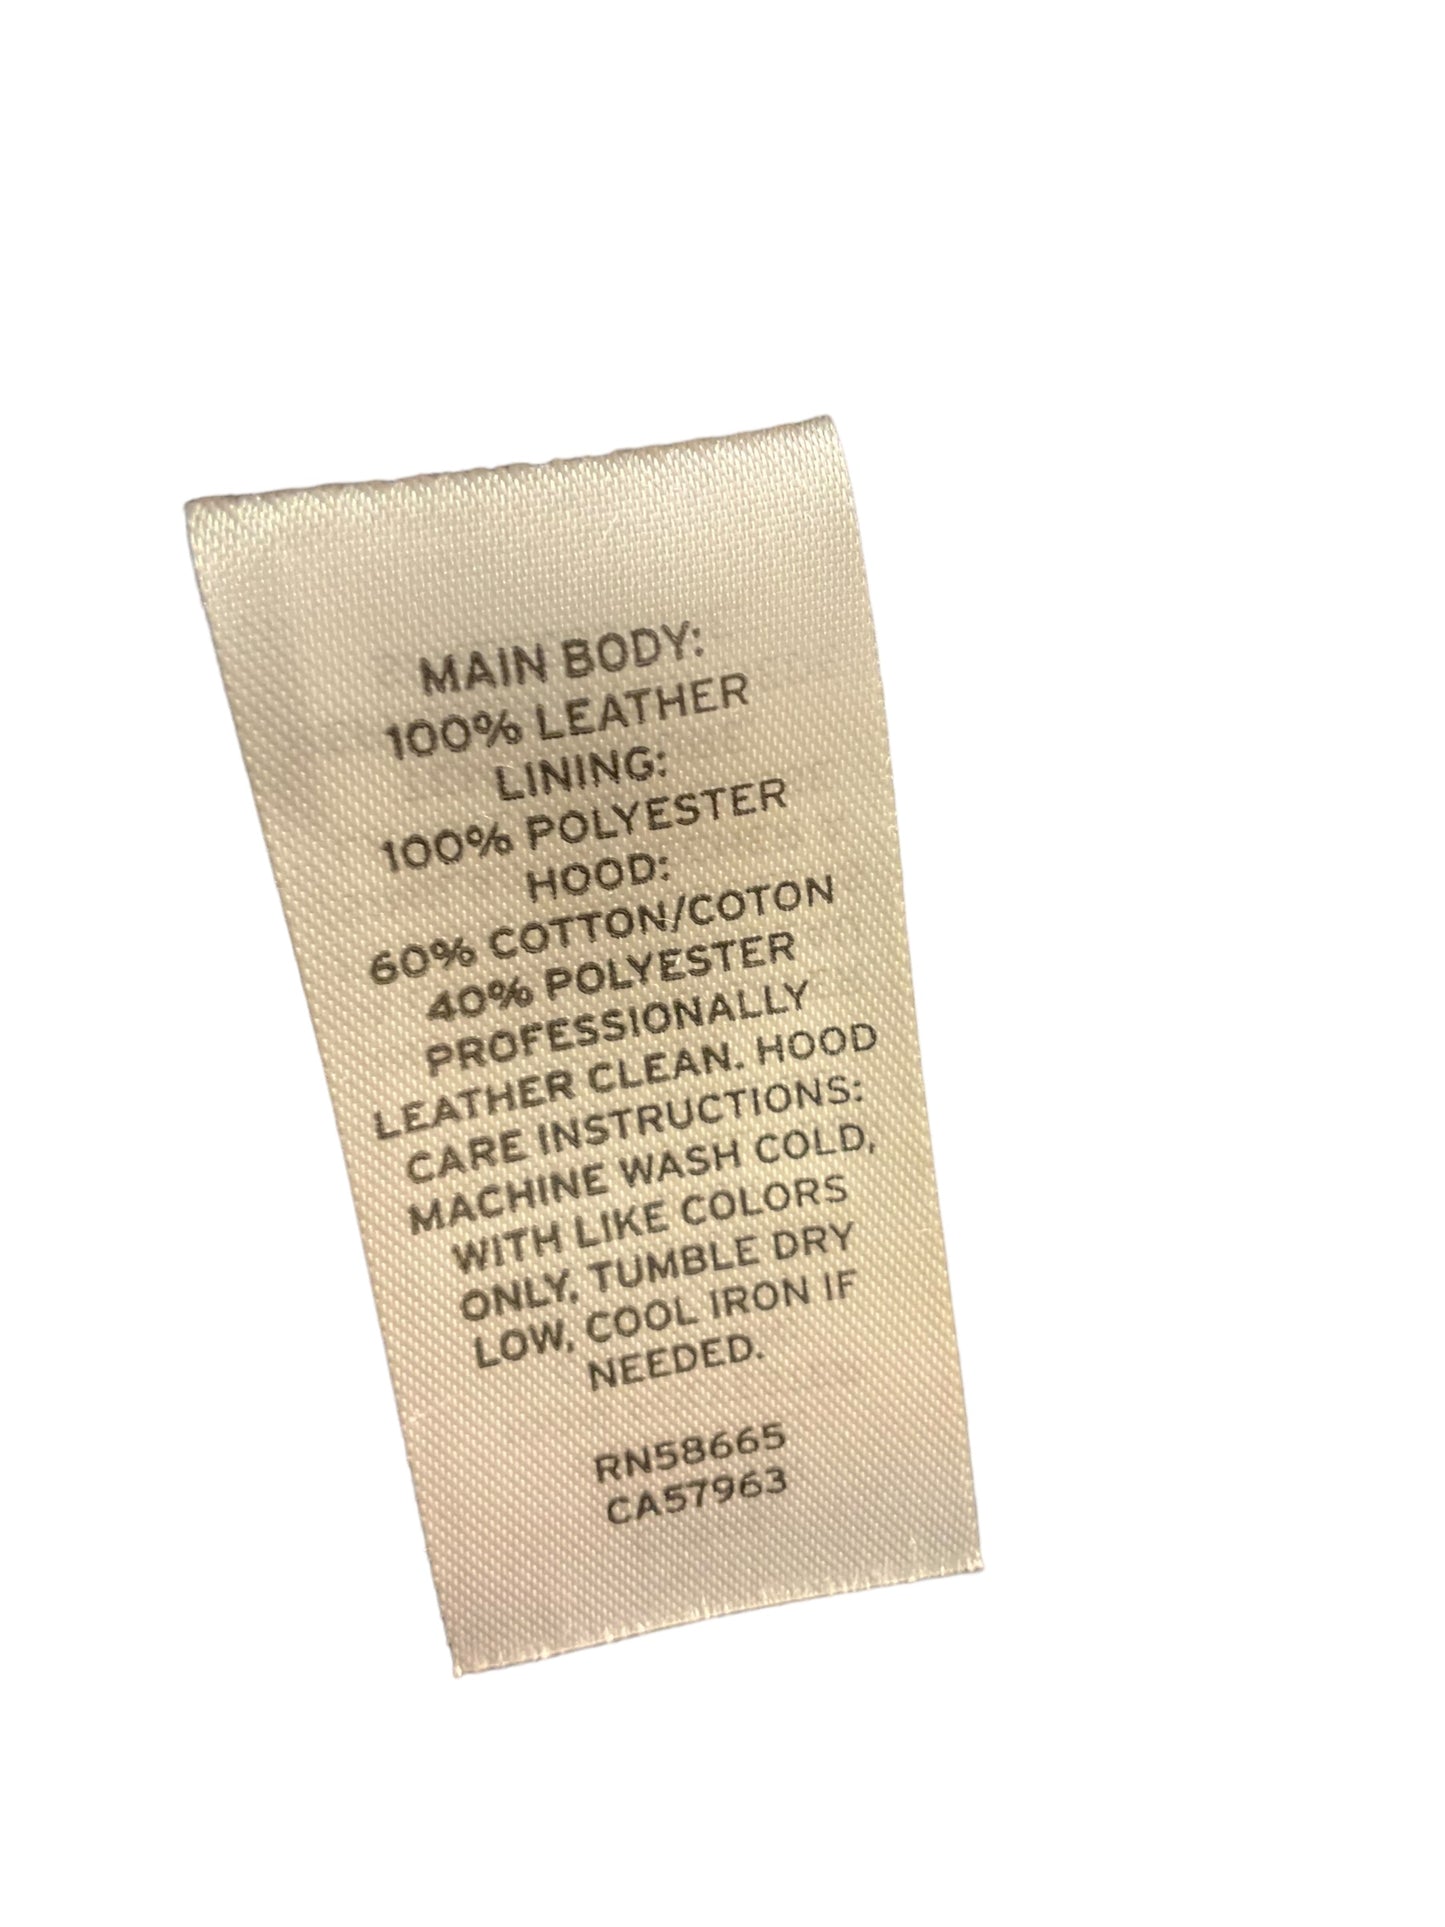 MAIN BODY:
100% LEATHER
LINING:
100% POLYESTER
HOOD:
60% COTTON/COTON
40% POLYESTER
PROFESSIONALLY
LEATHER CLEAN. HOOD
CARE INSTRUCTIONS:
MACHINE WASH COLD,
WITH LIKE COLORS
ONLY, TUMBLE DRY
LOW, COOL IRON IF
NEEDED.
RN58665
CA57963